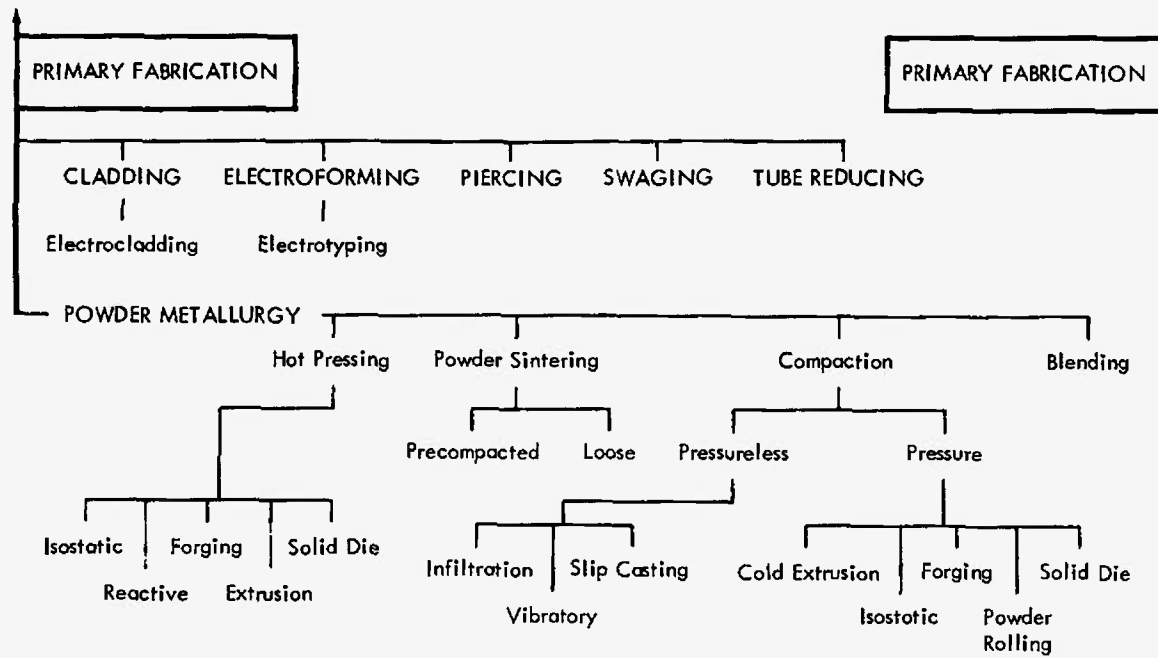 PRIMARY FABRICATION
PRIMARY FABRICATION
CLADDING ELECTROFORMING PIERCING SWAGING TUBE REDUCING
Electrocladding Electrotyping
POWDER METALLURGY
Hot Pressing Powder Sintering Compaction Blending
Precompacted Loose Pressureless Pressure
Isostatic Forging Solid Die
Reactive Extrusion
Infiltration Slip Casting
Vibratory
Cold Extrusion Forging Solid Die
Isostotic Powder
Rolling